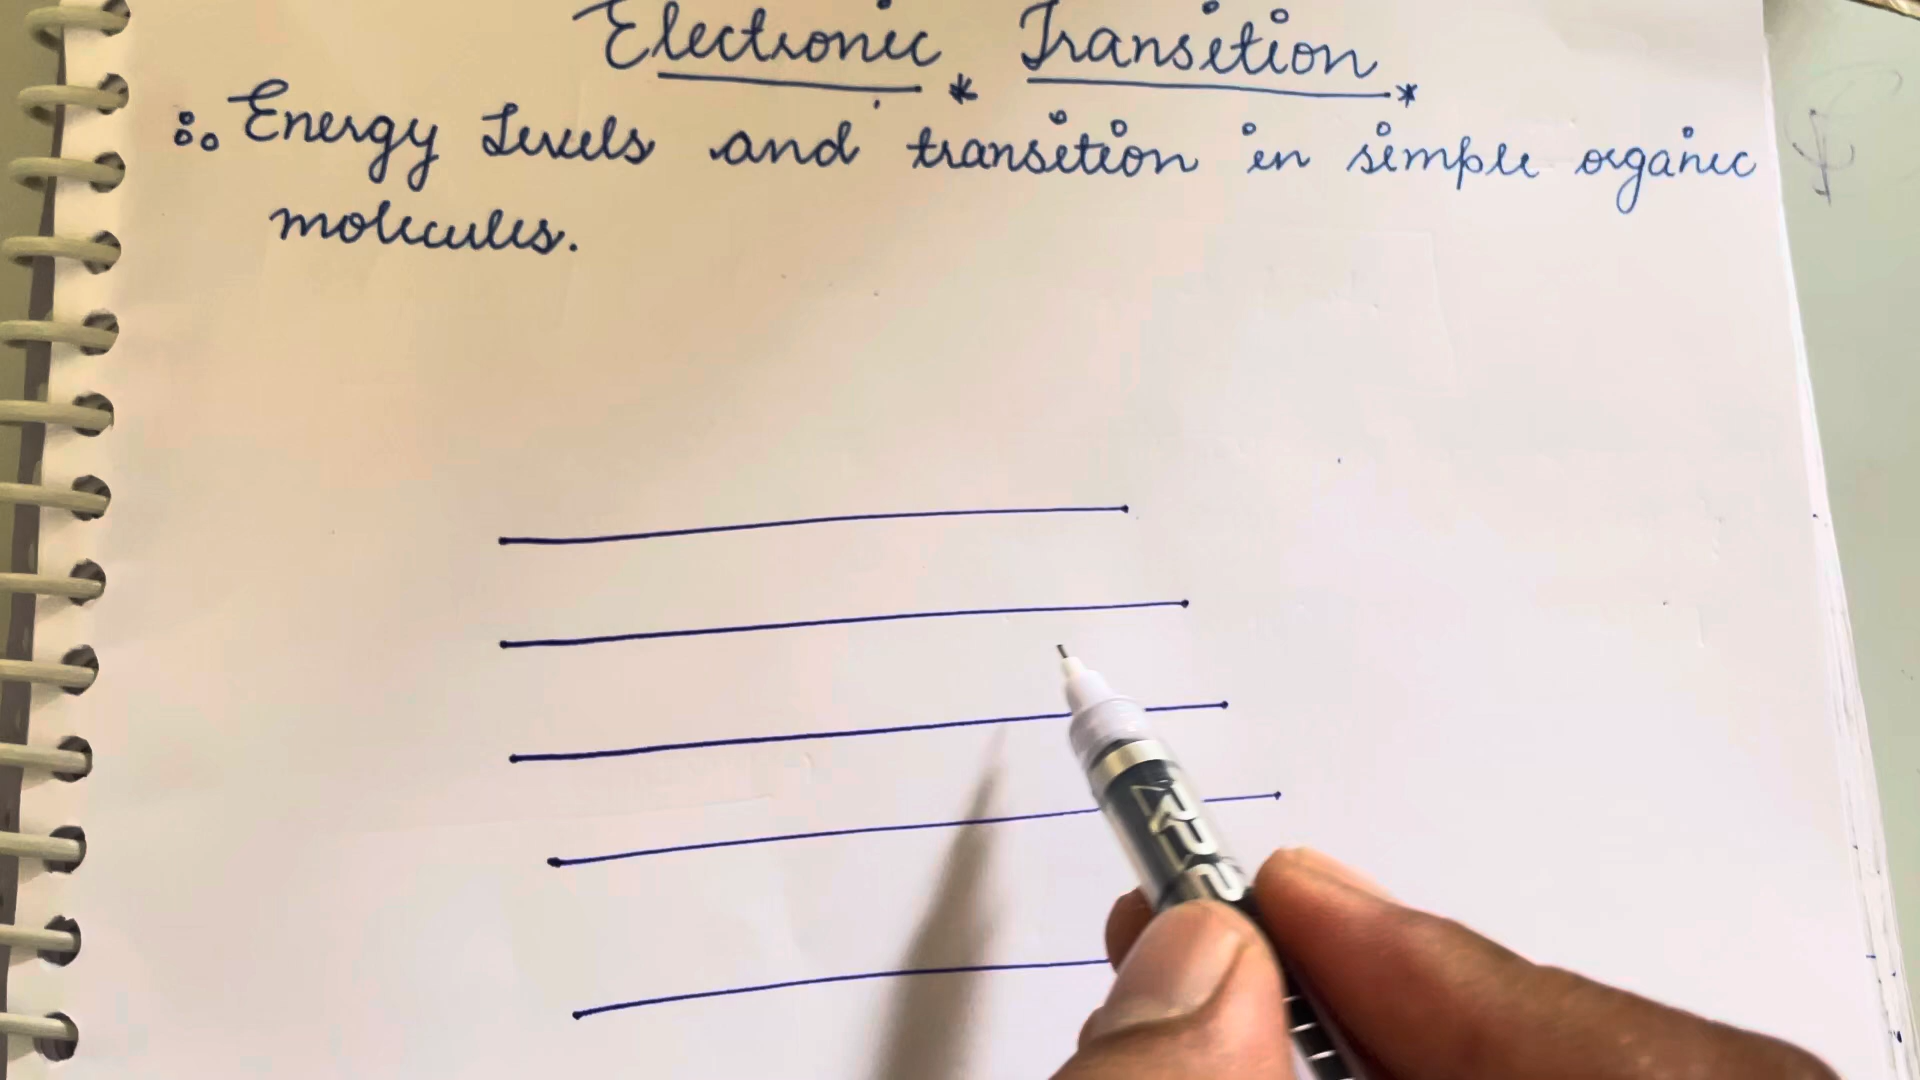 Electronic Transition
Energy Levels and transition in simple organic
molecules.